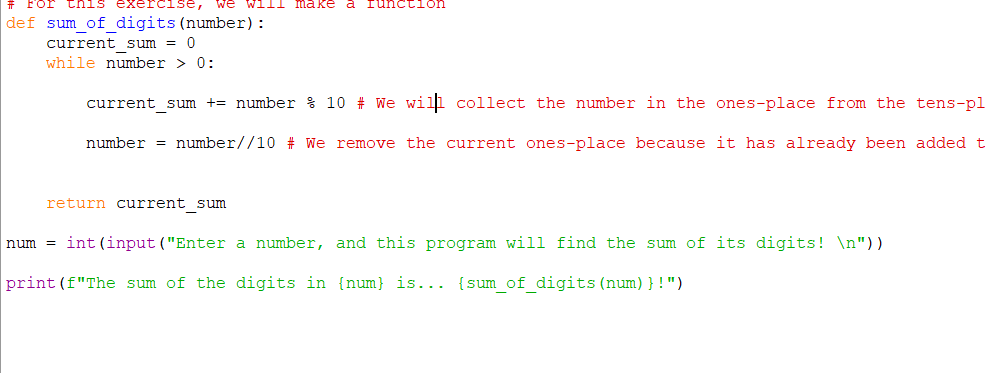 # For this exercise, we will make a function
def sum_of_digits(number):
    current_sum = 0
    while number > 0:
        current_sum += number % 10 # We will collect the number in the ones-place from the tens-pl
        number = number//10 # We remove the current ones-place because it has already been added t
    return current_sum
num = int(input("Enter a number, and this program will find the sum of its digits! \n"))
print(f"The sum of the digits in {num} is... {sum_of_digits(num)}!")